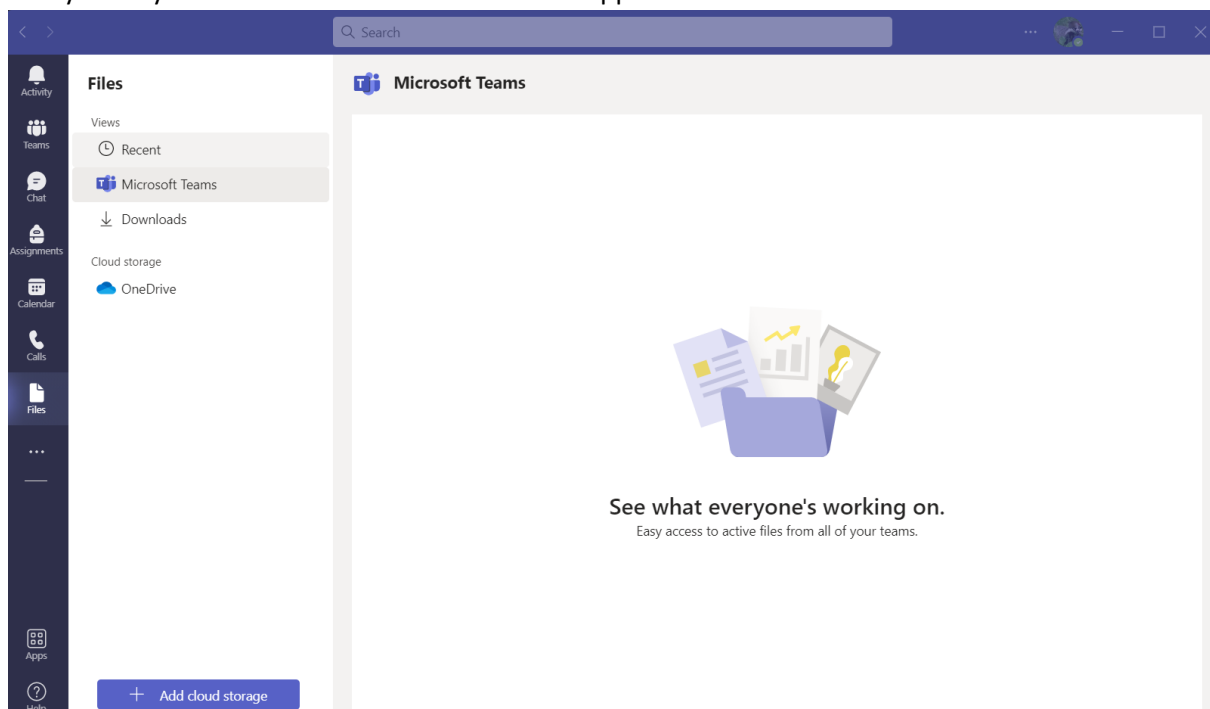 Search
Activity
Teams
Chat
Assignments
Calendar
Calls
Files
Apps
Help
Files
Views
Recent
Microsoft Teams
Downloads
Cloud storage
OneDrive
Add cloud storage
Microsoft Teams
See what everyone's working on.
Easy access to active files from all of your teams.